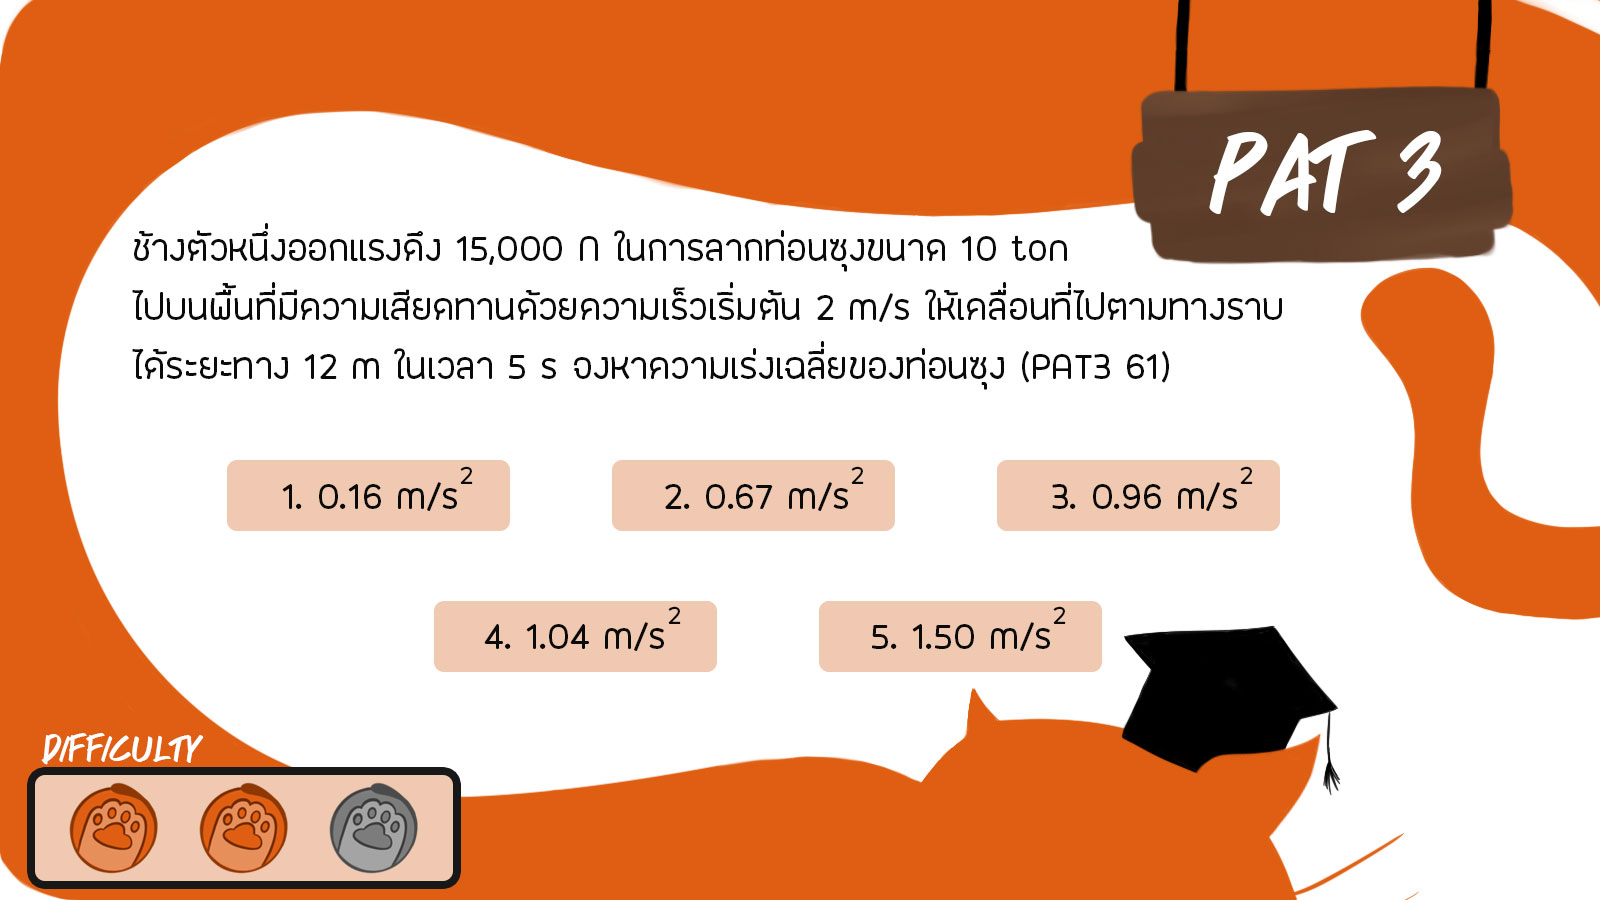 PAT 3
ช้างตัวหนึ่งออกแรงดึง 15,000 N ในการลากท่อนซุงขนาด 10 ton
ไปบนพื้นที่มีความเสียดทานด้วยความเร็วเริ่มต้น 2 m/s ให้เคลื่อนที่ไปตามทางราบ
ได้ระยะทาง 12 m ในเวลา 5 s จงหาความเร่งเฉลี่ยของท่อนซุง (PAT3 61)
1. 0.16 m/s² 2. 0.67 m/s² 3. 0.96 m/s²
4. 1.04 m/s² 5. 1.50 m/s²
DIFFICULTY